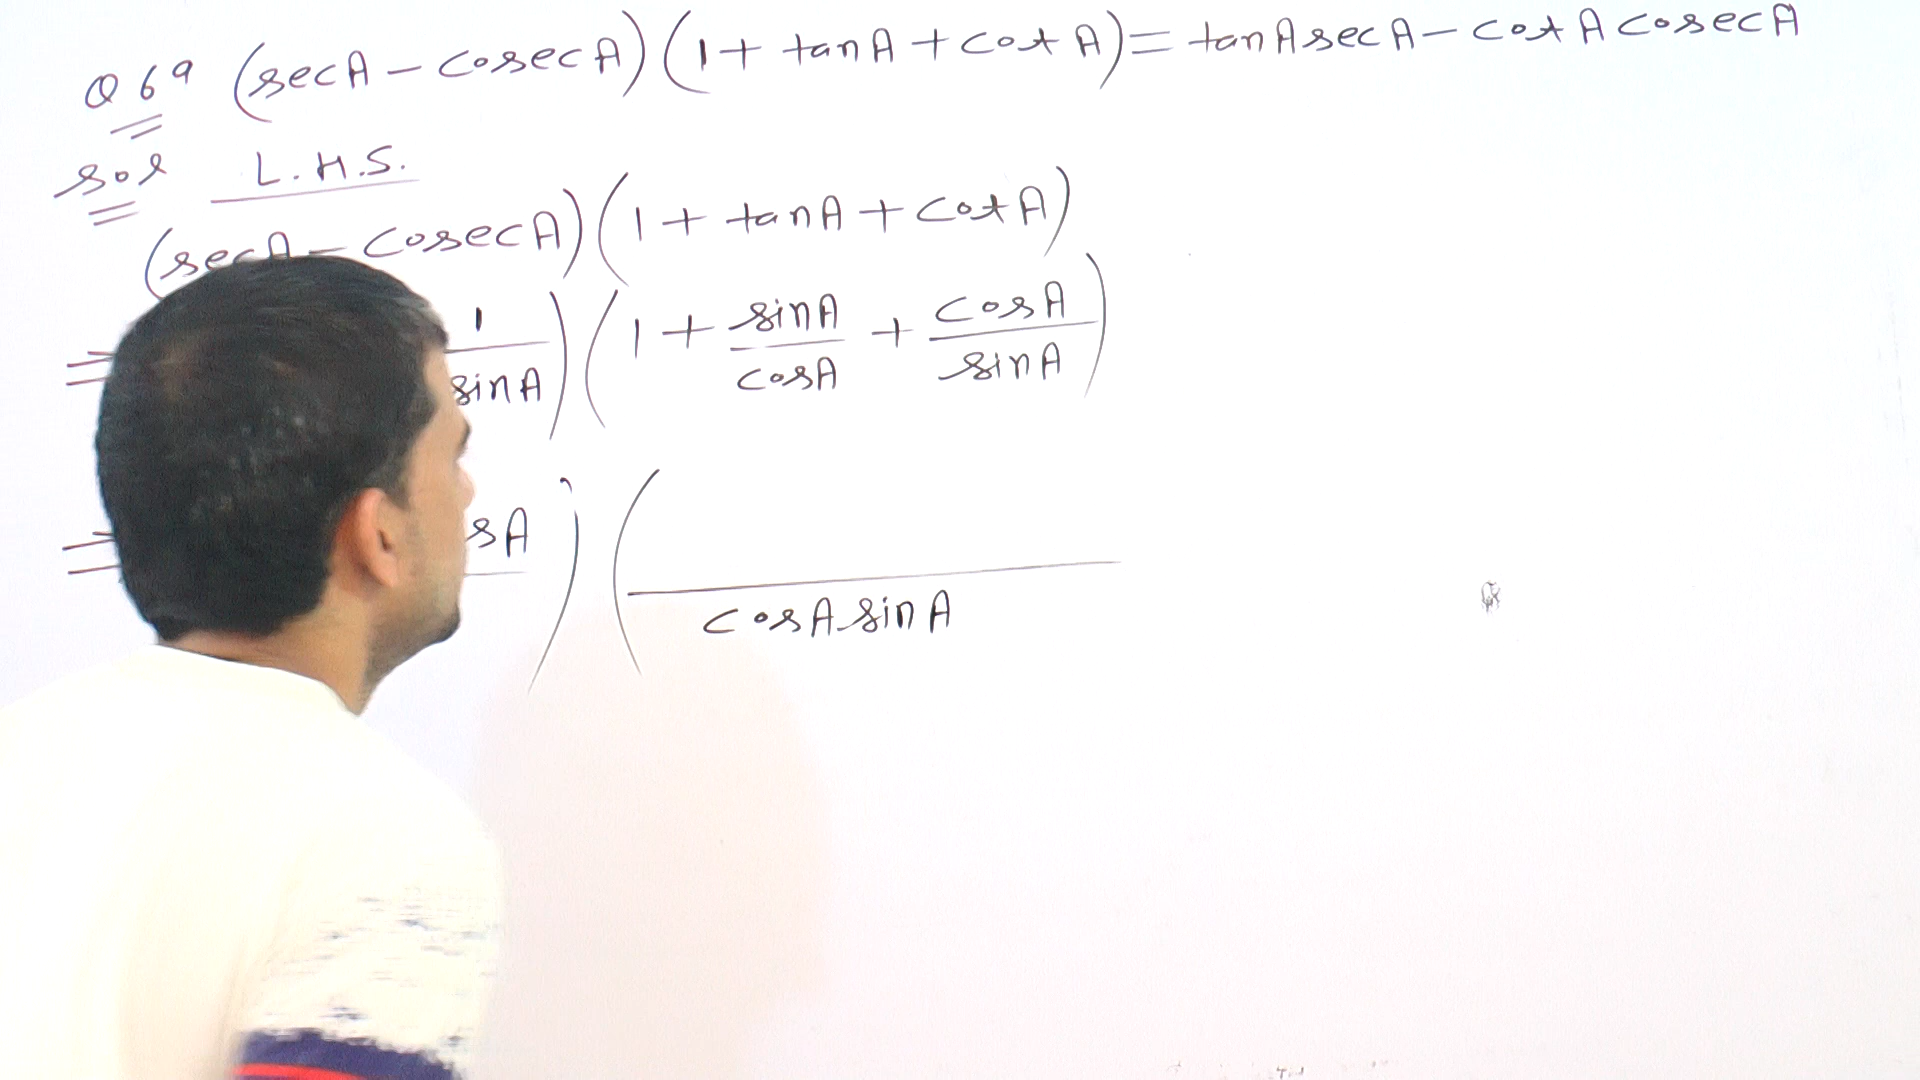 Q 69 (secA - cosecA)(1 + tanA + cotA) = tanA secA - cotA cosecA
sol L.H.S.
(secA - cosecA)(1 + tanA + cotA)
= 1/sinA)(1 + sinA/cosA + cosA/sinA)
= sA)( /cosA sinA